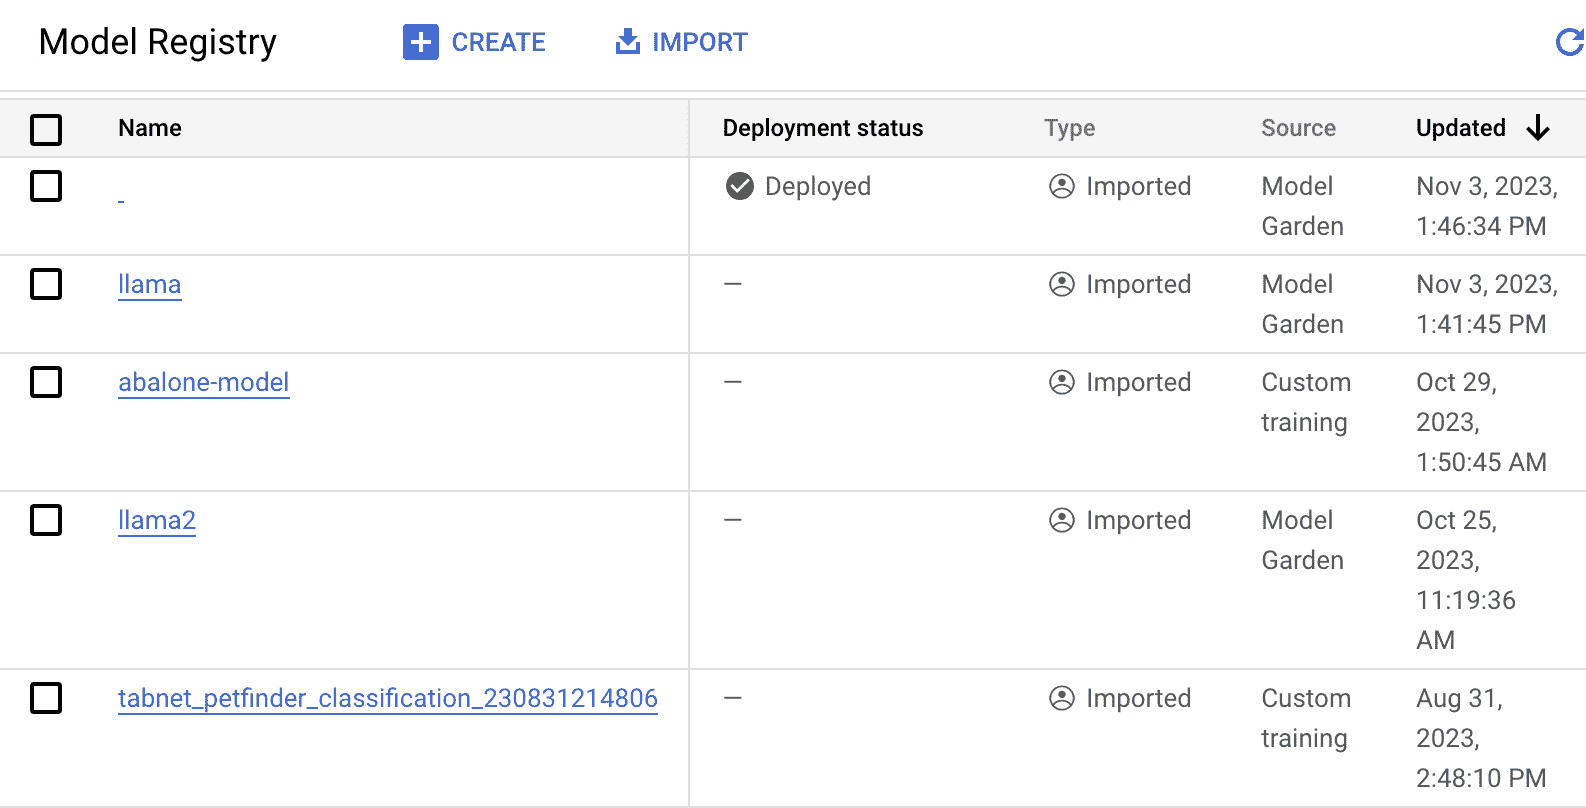 Model Registry CREATE IMPORT
Name Deployment status Type Source Updated
Deployed Imported Model Nov 3, 2023,
Garden 1:46:34 PM
llama – Imported Model Nov 3, 2023,
Garden 1:41:45 PM
abalone-model – Imported Custom Oct 29,
training 2023,
1:50:45 AM
llama2 – Imported Model Oct 25,
Garden 2023,
11:19:36
AM
tabnet_petfinder_classification_230831214806 – Imported Custom Aug 31,
training 2023,
2:48:10 PM